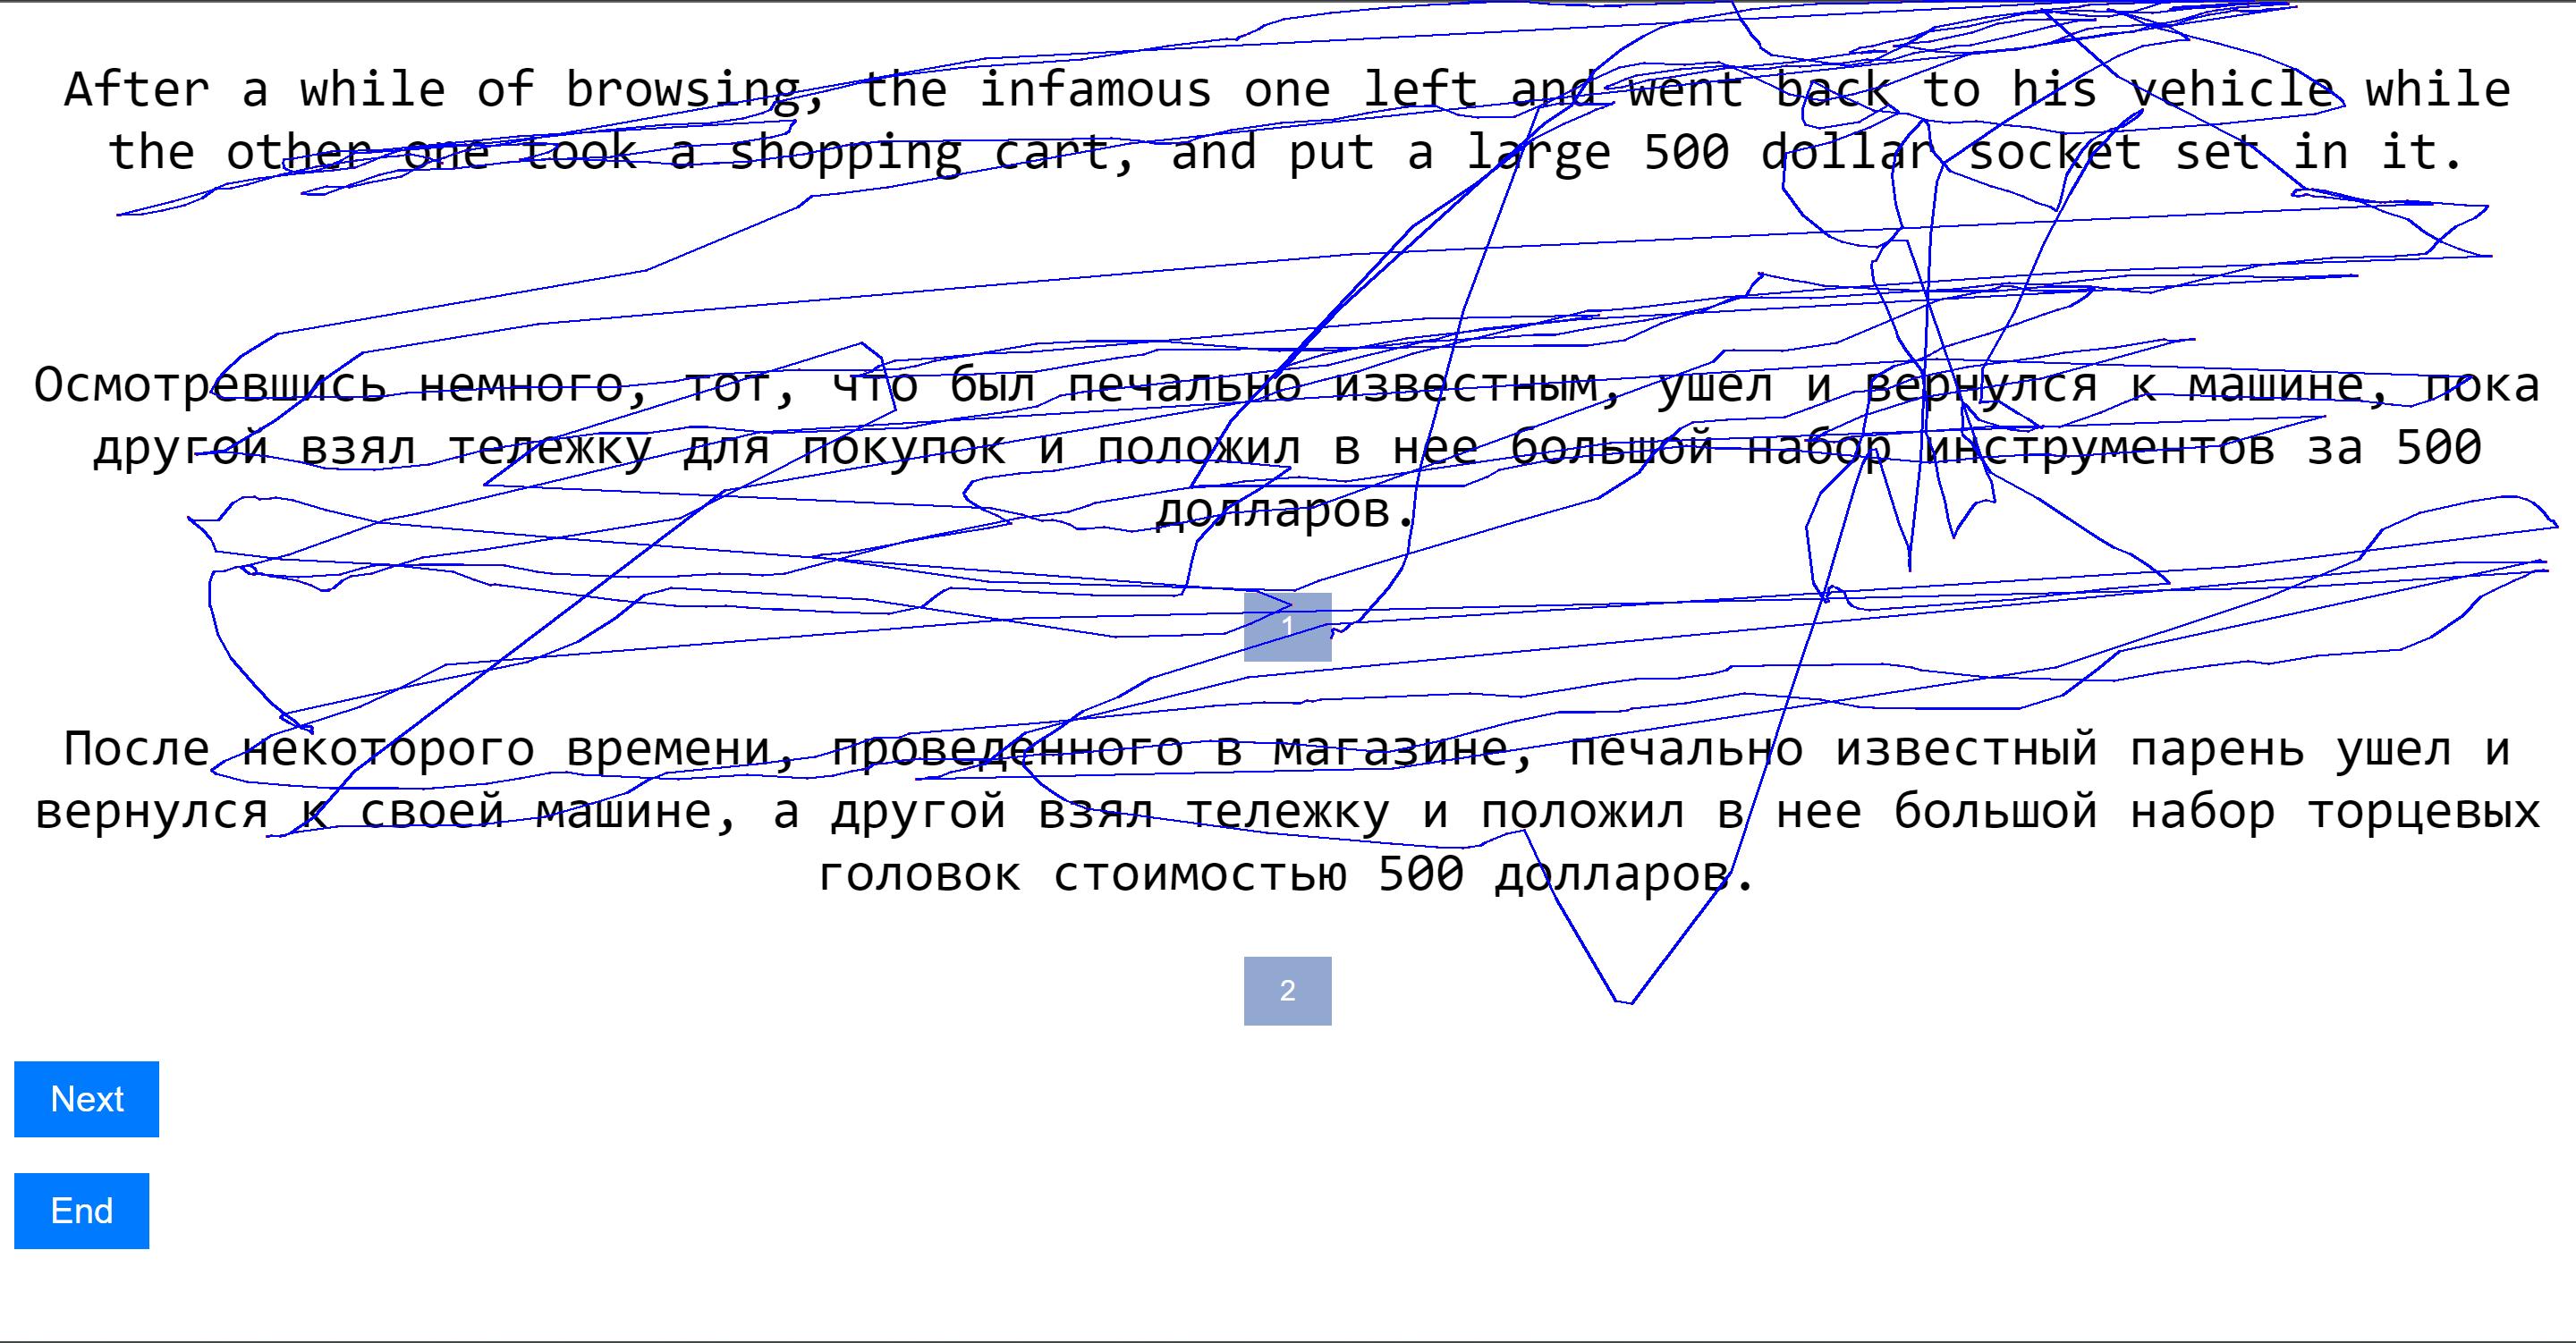 After a while of browsing, the infamous one left and went back to his vehicle while
the other one took a shopping cart, and put a large 500 dollar socket set in it.
Осмотревшись немного, тот, что был печально известным, ушел и вернулся к машине, пока
другой взял тележку для покупок и положил в нее большой набор инструментов за 500
долларов.
1
После некоторого времени, проведенного в магазине, печально известный парень ушел и
вернулся к своей машине, а другой взял тележку и положил в нее большой набор торцевых
головок стоимостью 500 долларов.
2
Next
End